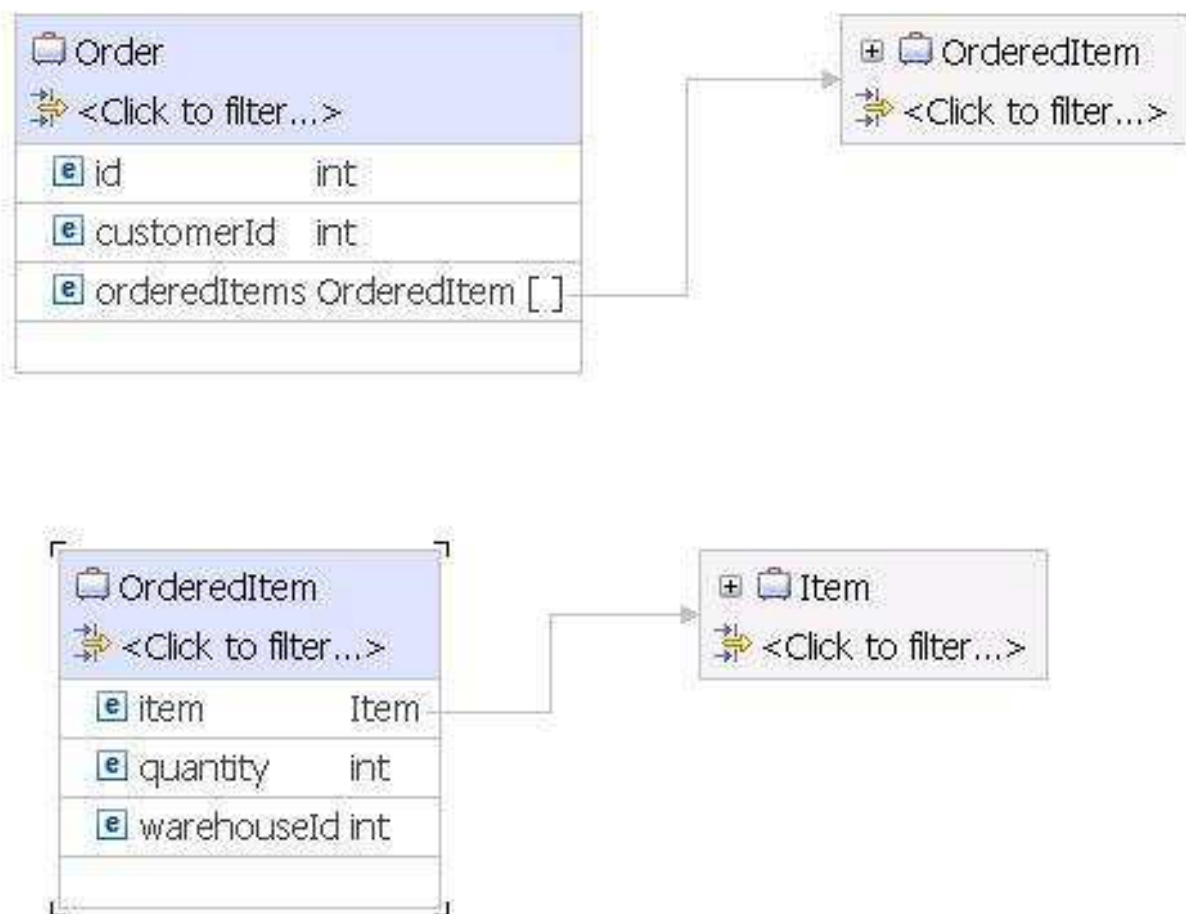 Order
<Click to filter...>
id int
customerId int
orderedItems OrderedItem []
OrderedItem
<Click to filter...>
OrderedItem
<Click to filter...>
item Item
quantity int
warehouseId int
Item
<Click to filter...>